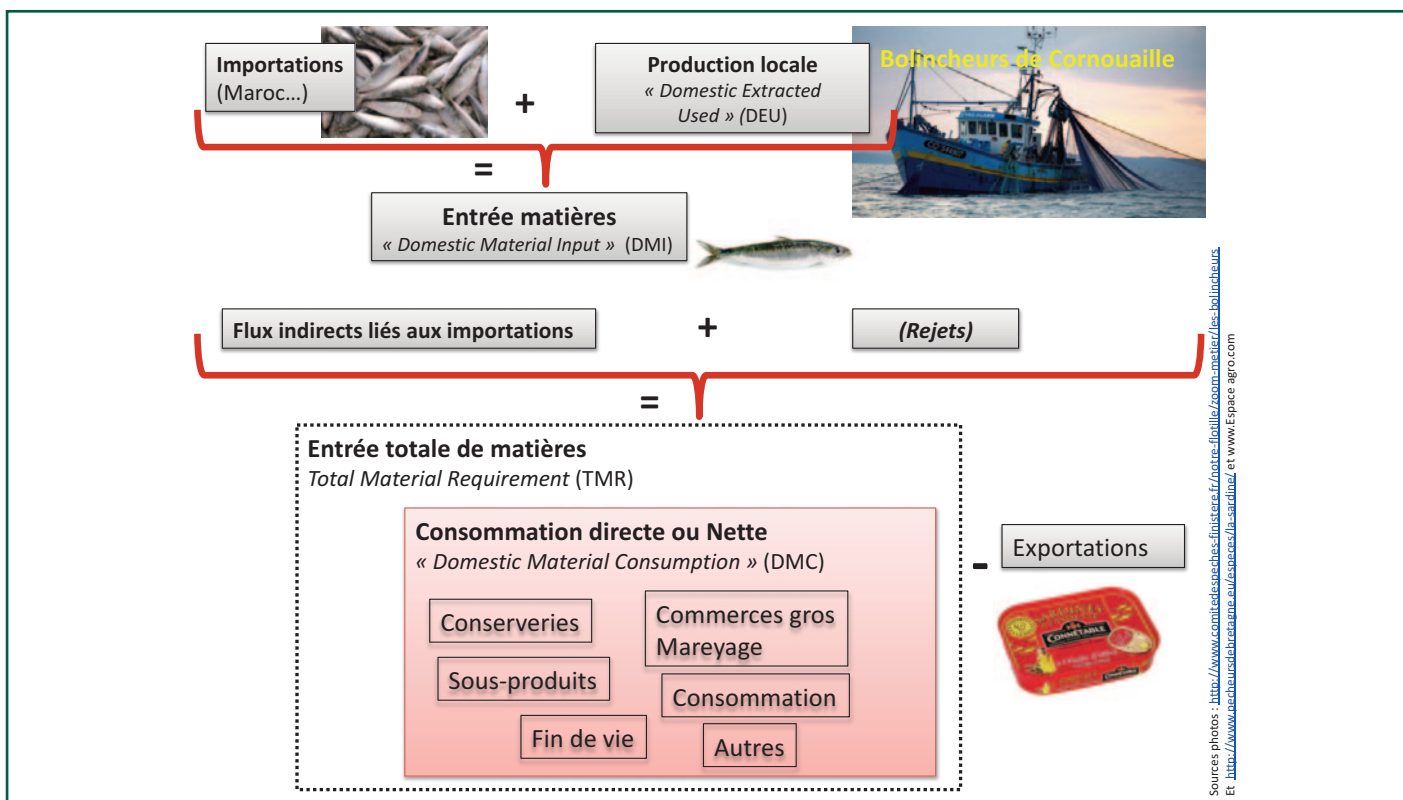 Importations
(Maroc...)
+
Production locale
« Domestic Extracted
Used » (DEU)
Bolincheurs de Cornouaille
=
Entrée matières
« Domestic Material Input » (DMI)
Flux indirects liés aux importations
+
(Rejets)
=
Entrée totale de matières
Total Material Requirement (TMR)
Consommation directe ou Nette
« Domestic Material Consumption » (DMC)
Conserveries
Commerces gros
Mareyage
Sous-produits
Consommation
Fin de vie
Autres
-
Exportations
SARDINES
CONNÉTABLE
Sources photos : http://www.comitedespeches-finistere.fr/notre-flotille/zoom-metier/les-bolincheurs
Et http://www.pecheursdebretagne.eu/especes/la-sardine/ et www.Espace agro.com